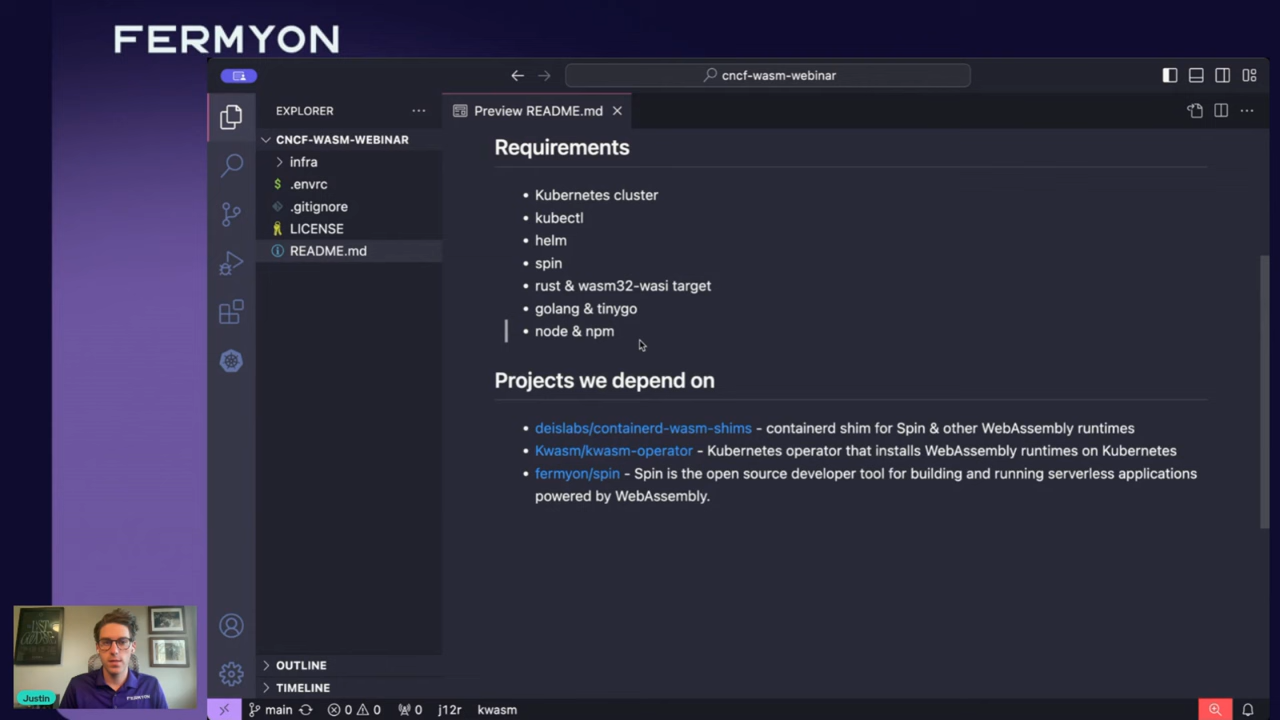 FERMYON
cncf-wasm-webinar
EXPLORER
Preview README.md
CNCF-WASM-WEBINAR
infra
.envrc
.gitignore
LICENSE
README.md
Requirements
• Kubernetes cluster
• kubectl
• helm
• spin
• rust & wasm32-wasi target
• golang & tinygo
• node & npm
Projects we depend on
• deislabs/containerd-wasm-shims - containerd shim for Spin & other WebAssembly runtimes
• Kwasm/kwasm-operator - Kubernetes operator that installs WebAssembly runtimes on Kubernetes
• fermyon/spin - Spin is the open source developer tool for building and running serverless applications
powered by WebAssembly.
OUTLINE
TIMELINE
main 0 0 0 j12r kwasm
Justin
FERMYON